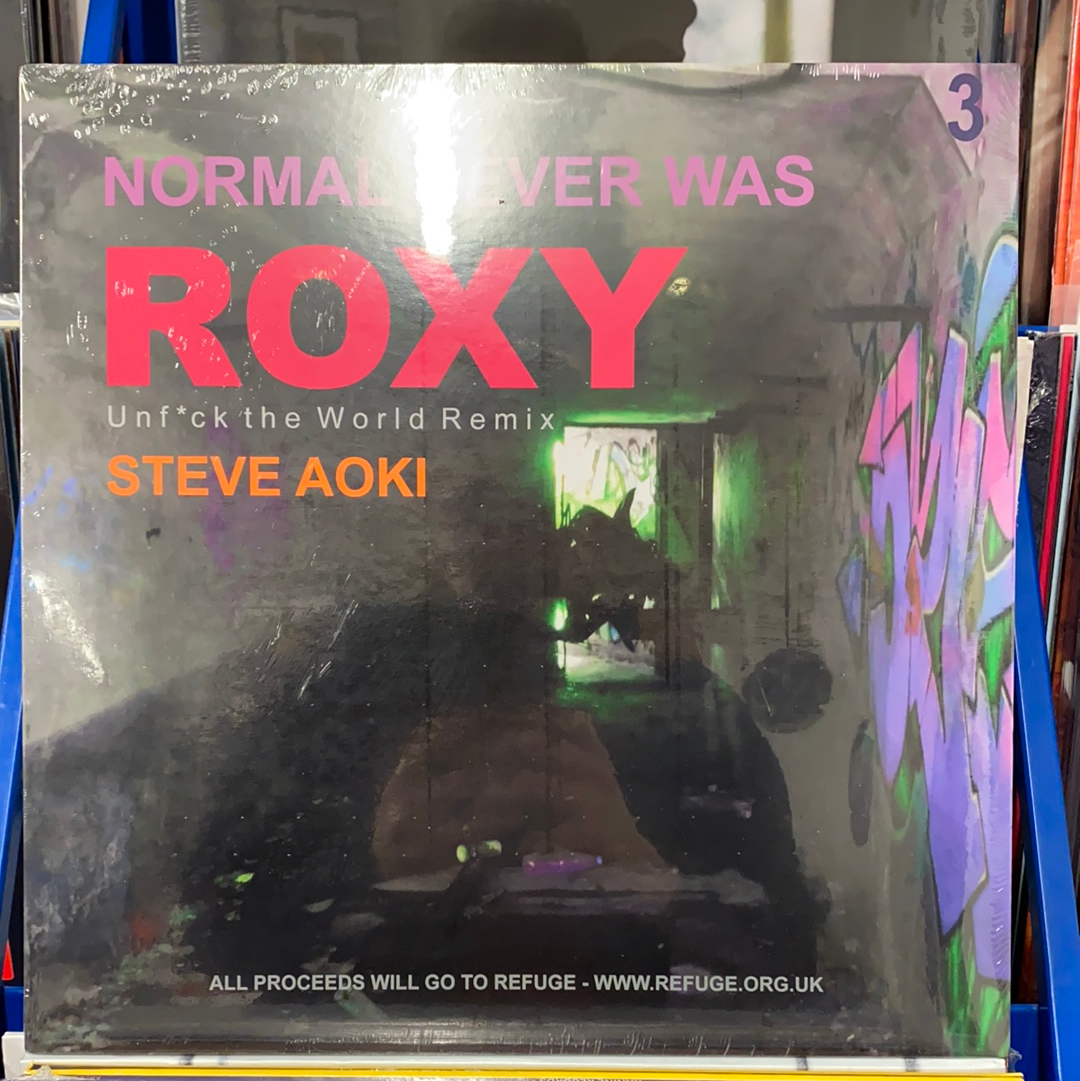 3
NORMAL NEVER WAS
ROXY
Unf*ck the World Remix
STEVE AOKI
ALL PROCEEDS WILL GO TO REFUGE - WWW.REFUGE.ORG.UK